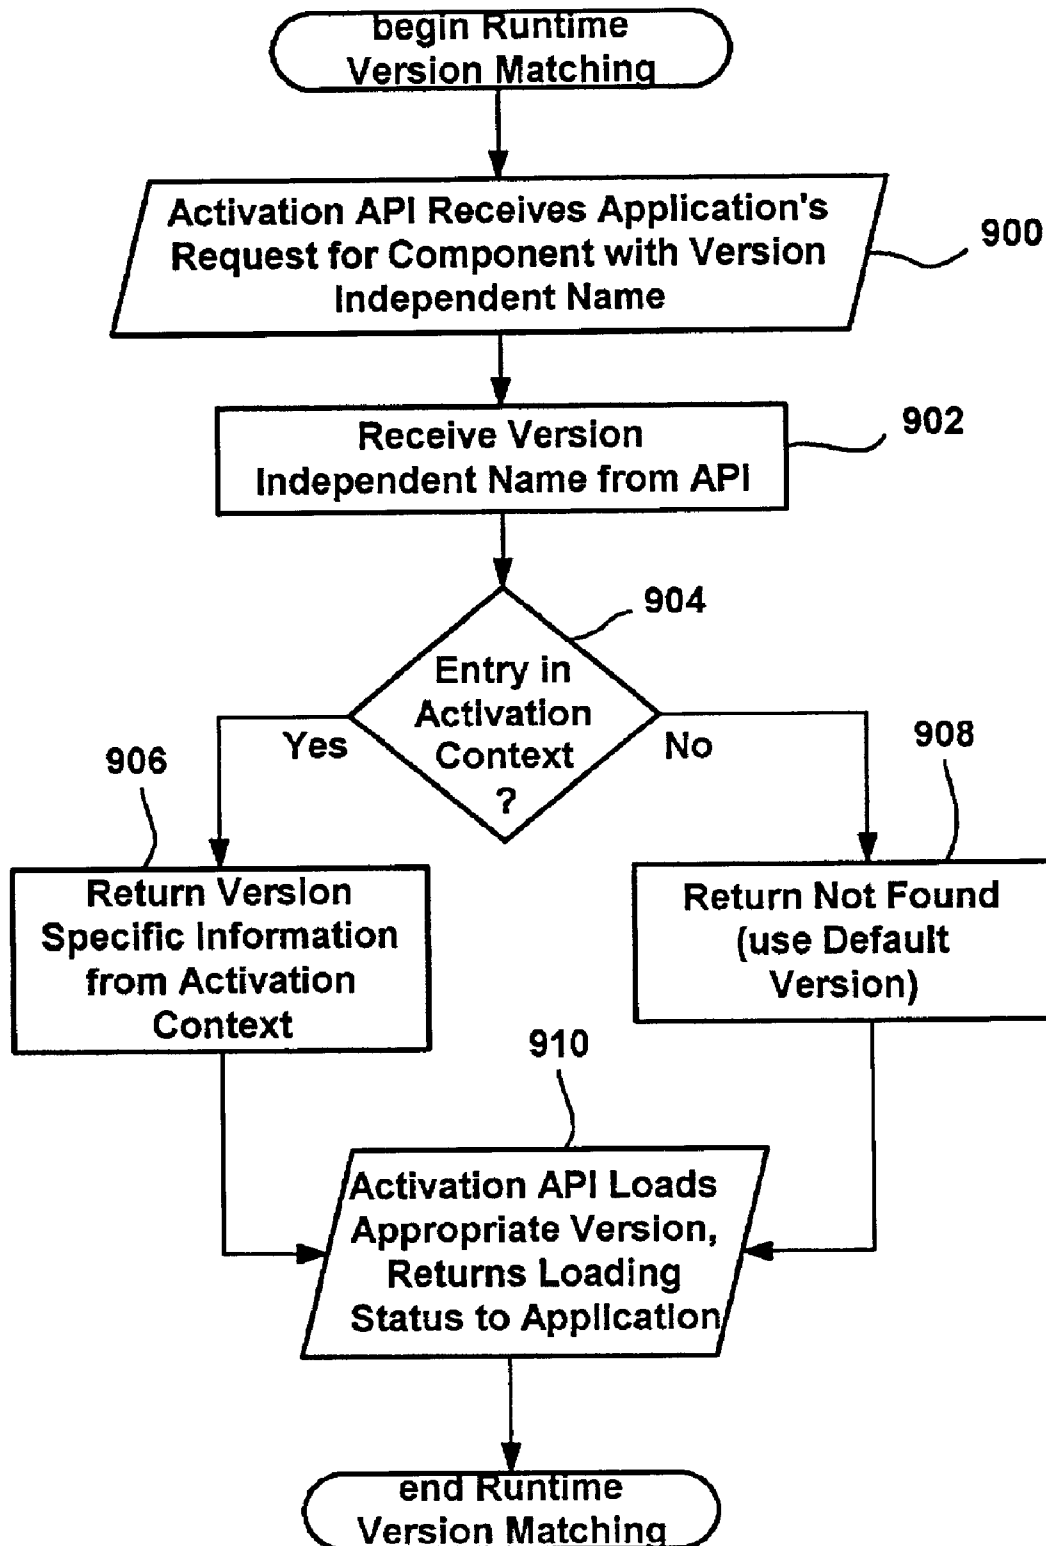 begin Runtime
Version Matching
Activation API Receives Application's
Request for Component with Version
Independent Name
900
Receive Version
Independent Name from API
902
904
Entry in
Activation
Context
?
Yes
No
906
908
Return Version
Specific Information
from Activation
Context
Return Not Found
(use Default
Version)
910
Activation API Loads
Appropriate Version,
Returns Loading
Status to Application
end Runtime
Version Matching